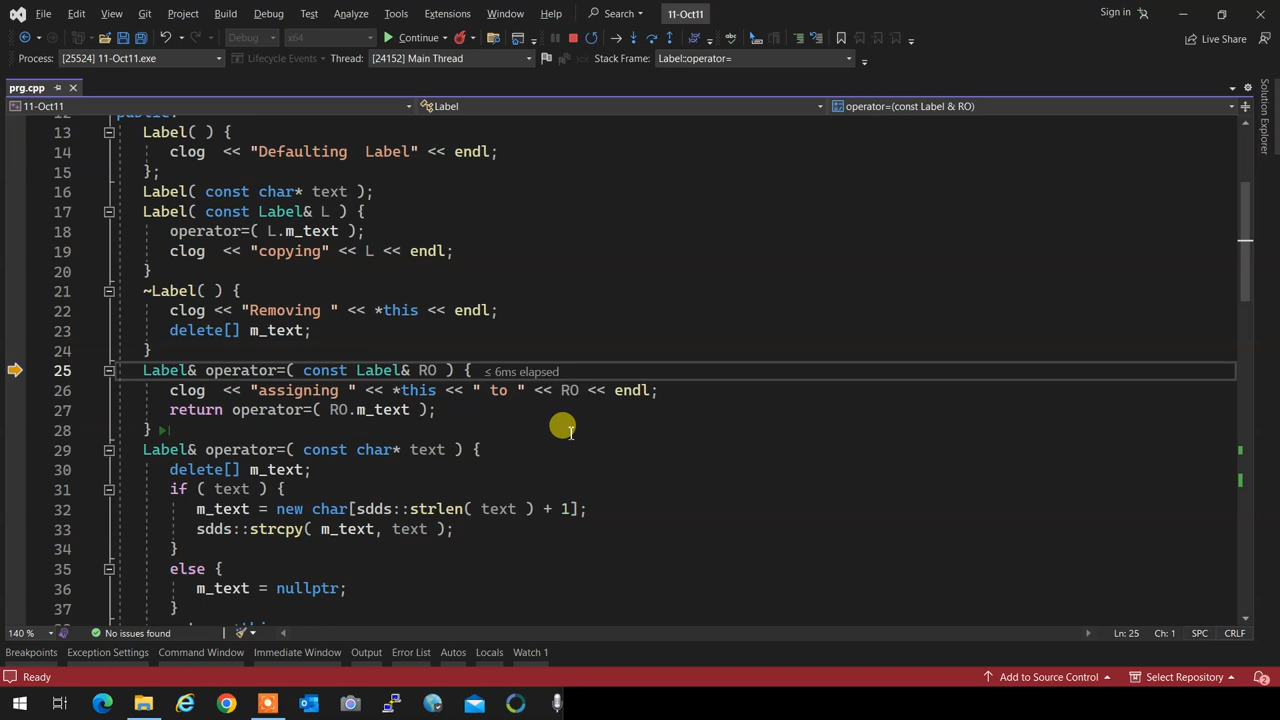 File Edit View Git Project Build Debug Test Analyze Tools Extensions Window Help Search 11-Oct11 Sign in
Debug x64 Continue Live Share
Process: [25524] 11-Oct11.exe Lifecycle Events Thread: [24152] Main Thread Stack Frame: Label::operator=
prg.cpp
11-Oct11 Label operator=(const Label & RO)
12 public:
13 Label( ) {
14 clog << "Defaulting Label" << endl;
15 };
16 Label( const char* text );
17 Label( const Label& L ) {
18 operator=( L.m_text );
19 clog << "copying" << L << endl;
20 }
21 ~Label( ) {
22 clog << "Removing " << *this << endl;
23 delete[] m_text;
24 }
25 Label& operator=( const Label& RO ) { ≤ 6ms elapsed
26 clog << "assigning " << *this << " to " << RO << endl;
27 return operator=( RO.m_text );
28 }
29 Label& operator=( const char* text ) {
30 delete[] m_text;
31 if ( text ) {
32 m_text = new char[sdds::strlen( text ) + 1];
33 sdds::strcpy( m_text, text );
34 }
35 else {
36 m_text = nullptr;
37 }
Solution Explorer
140 % No issues found Ln: 25 Ch: 1 SPC CRLF
Breakpoints Exception Settings Command Window Immediate Window Output Error List Autos Locals Watch 1
Ready Add to Source Control Select Repository 2